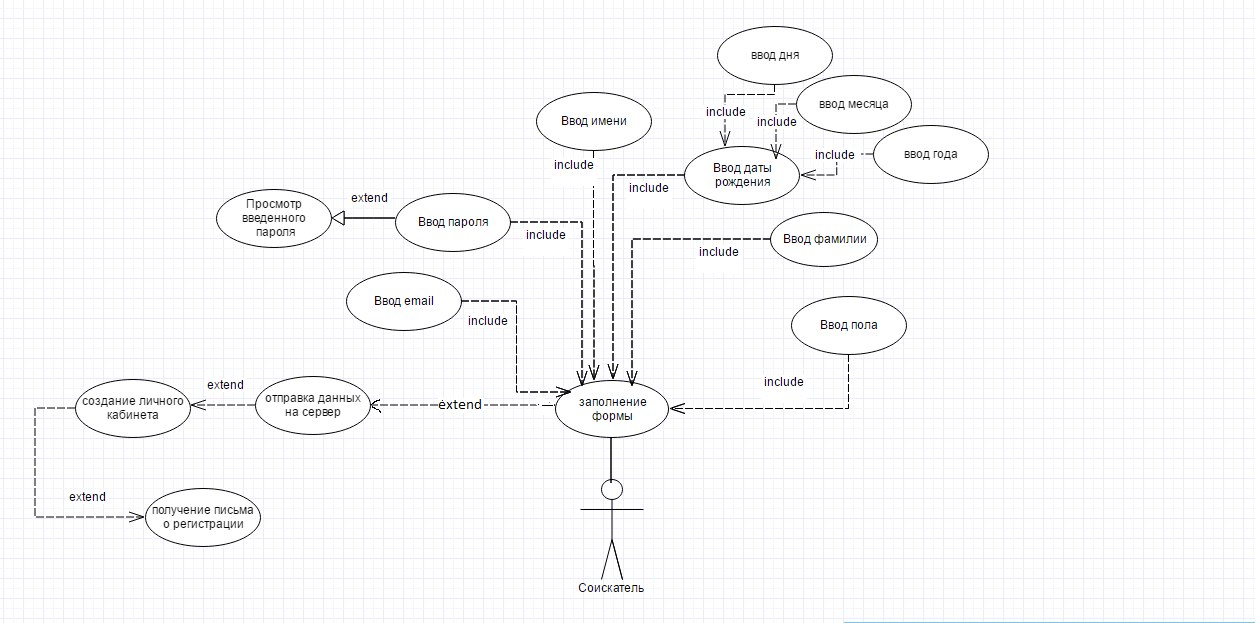 ввод дня
ввод месяца
include
Ввод имени
include
ввод года
include
include
Ввод даты
рождения
include
extend
Просмотр
введенного
пароля
Ввод пароля
include
Ввод фамилии
include
Ввод email
include
Ввод пола
include
extend
создание личного
кабинета
отправка данных
на сервер
extend
заполнение
формы
extend
получение письма
о регистрации
Соискатель